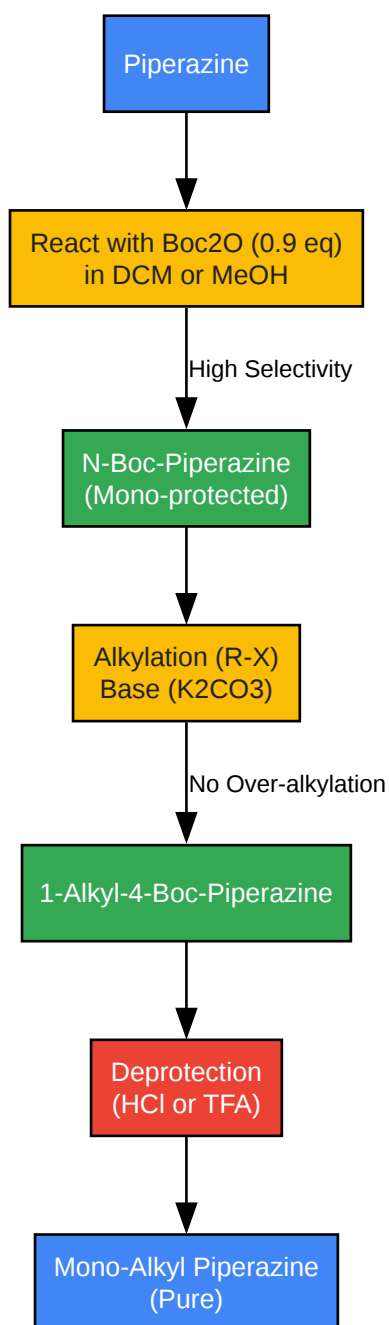 Piperazine
React with Boc2O (0.9 eq)
in DCM or MeOH
High Selectivity
N-Boc-Piperazine
(Mono-protected)
Alkylation (R-X)
Base (K2CO3)
No Over-alkylation
1-Alkyl-4-Boc-Piperazine
Deprotection
(HCl or TFA)
Mono-Alkyl Piperazine
(Pure)